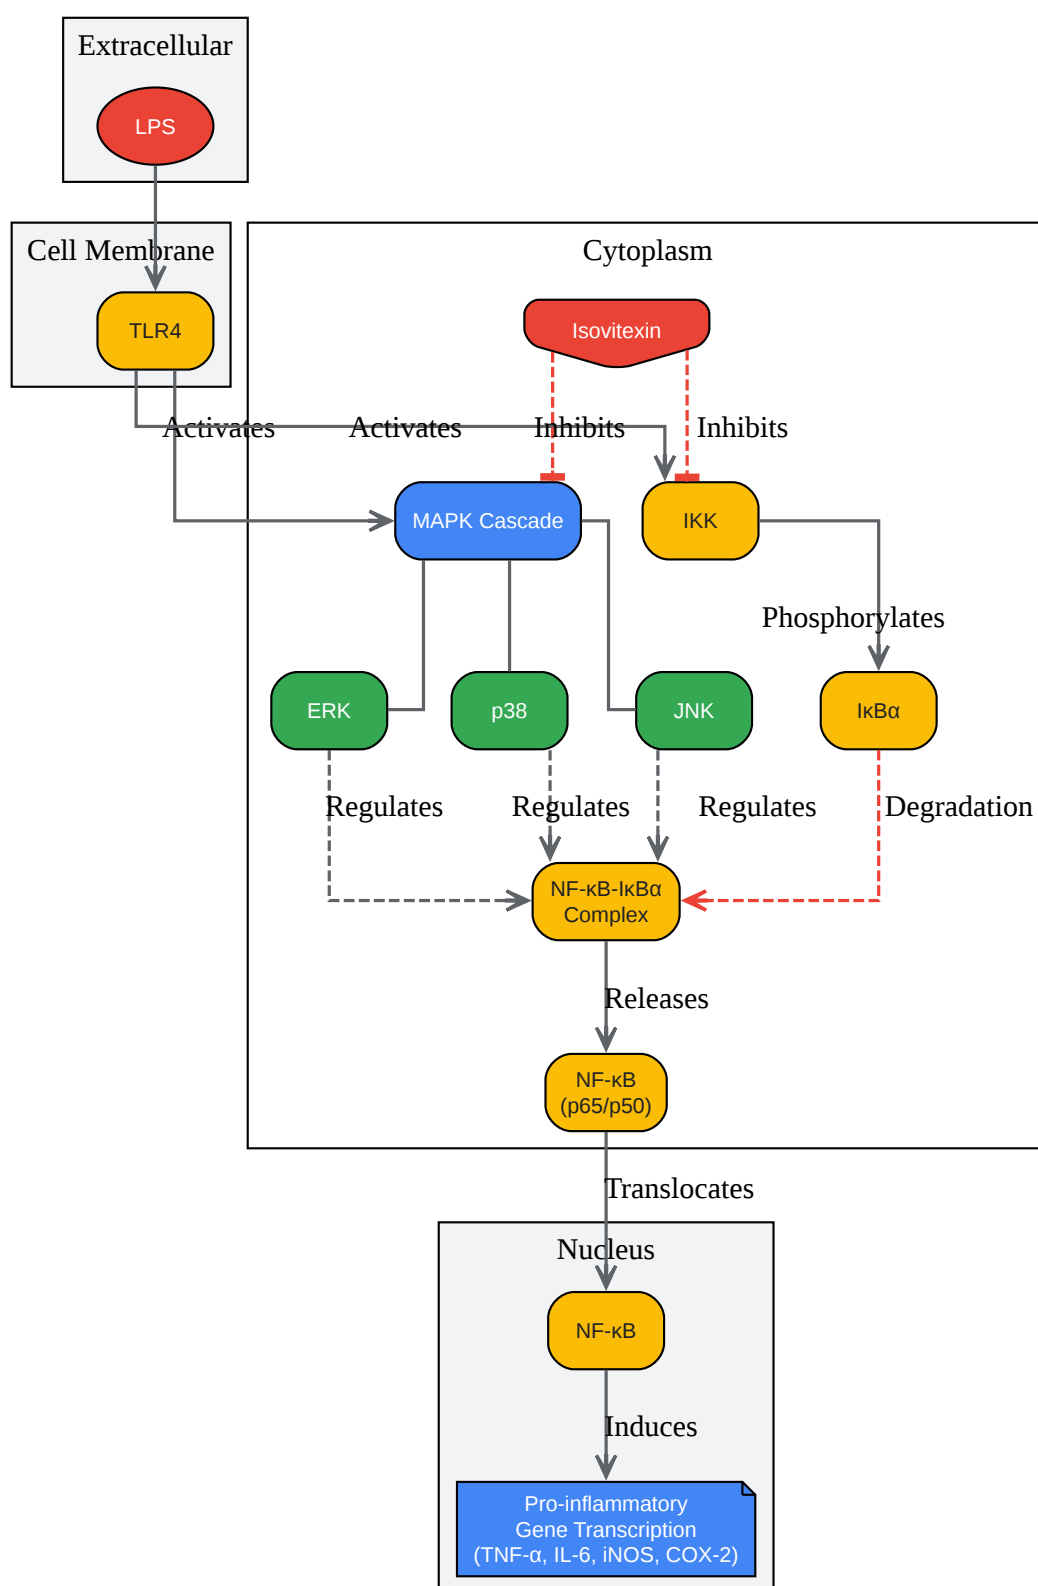 Extracellular
LPS
Cell Membrane
Cytoplasm
TLR4
Isovitexin
Activates
Activates
Inhibits
Inhibits
MAPK Cascade
IKK
Phosphorylates
ERK
p38
JNK
IκBα
Regulates
Regulates
Regulates
Degradation
NF-κB-IκBα
Complex
Releases
NF-κB
(p65/p50)
Translocates
Nucleus
NF-κB
Induces
Pro-inflammatory
Gene Transcription
(TNF-α, IL-6, iNOS, COX-2)